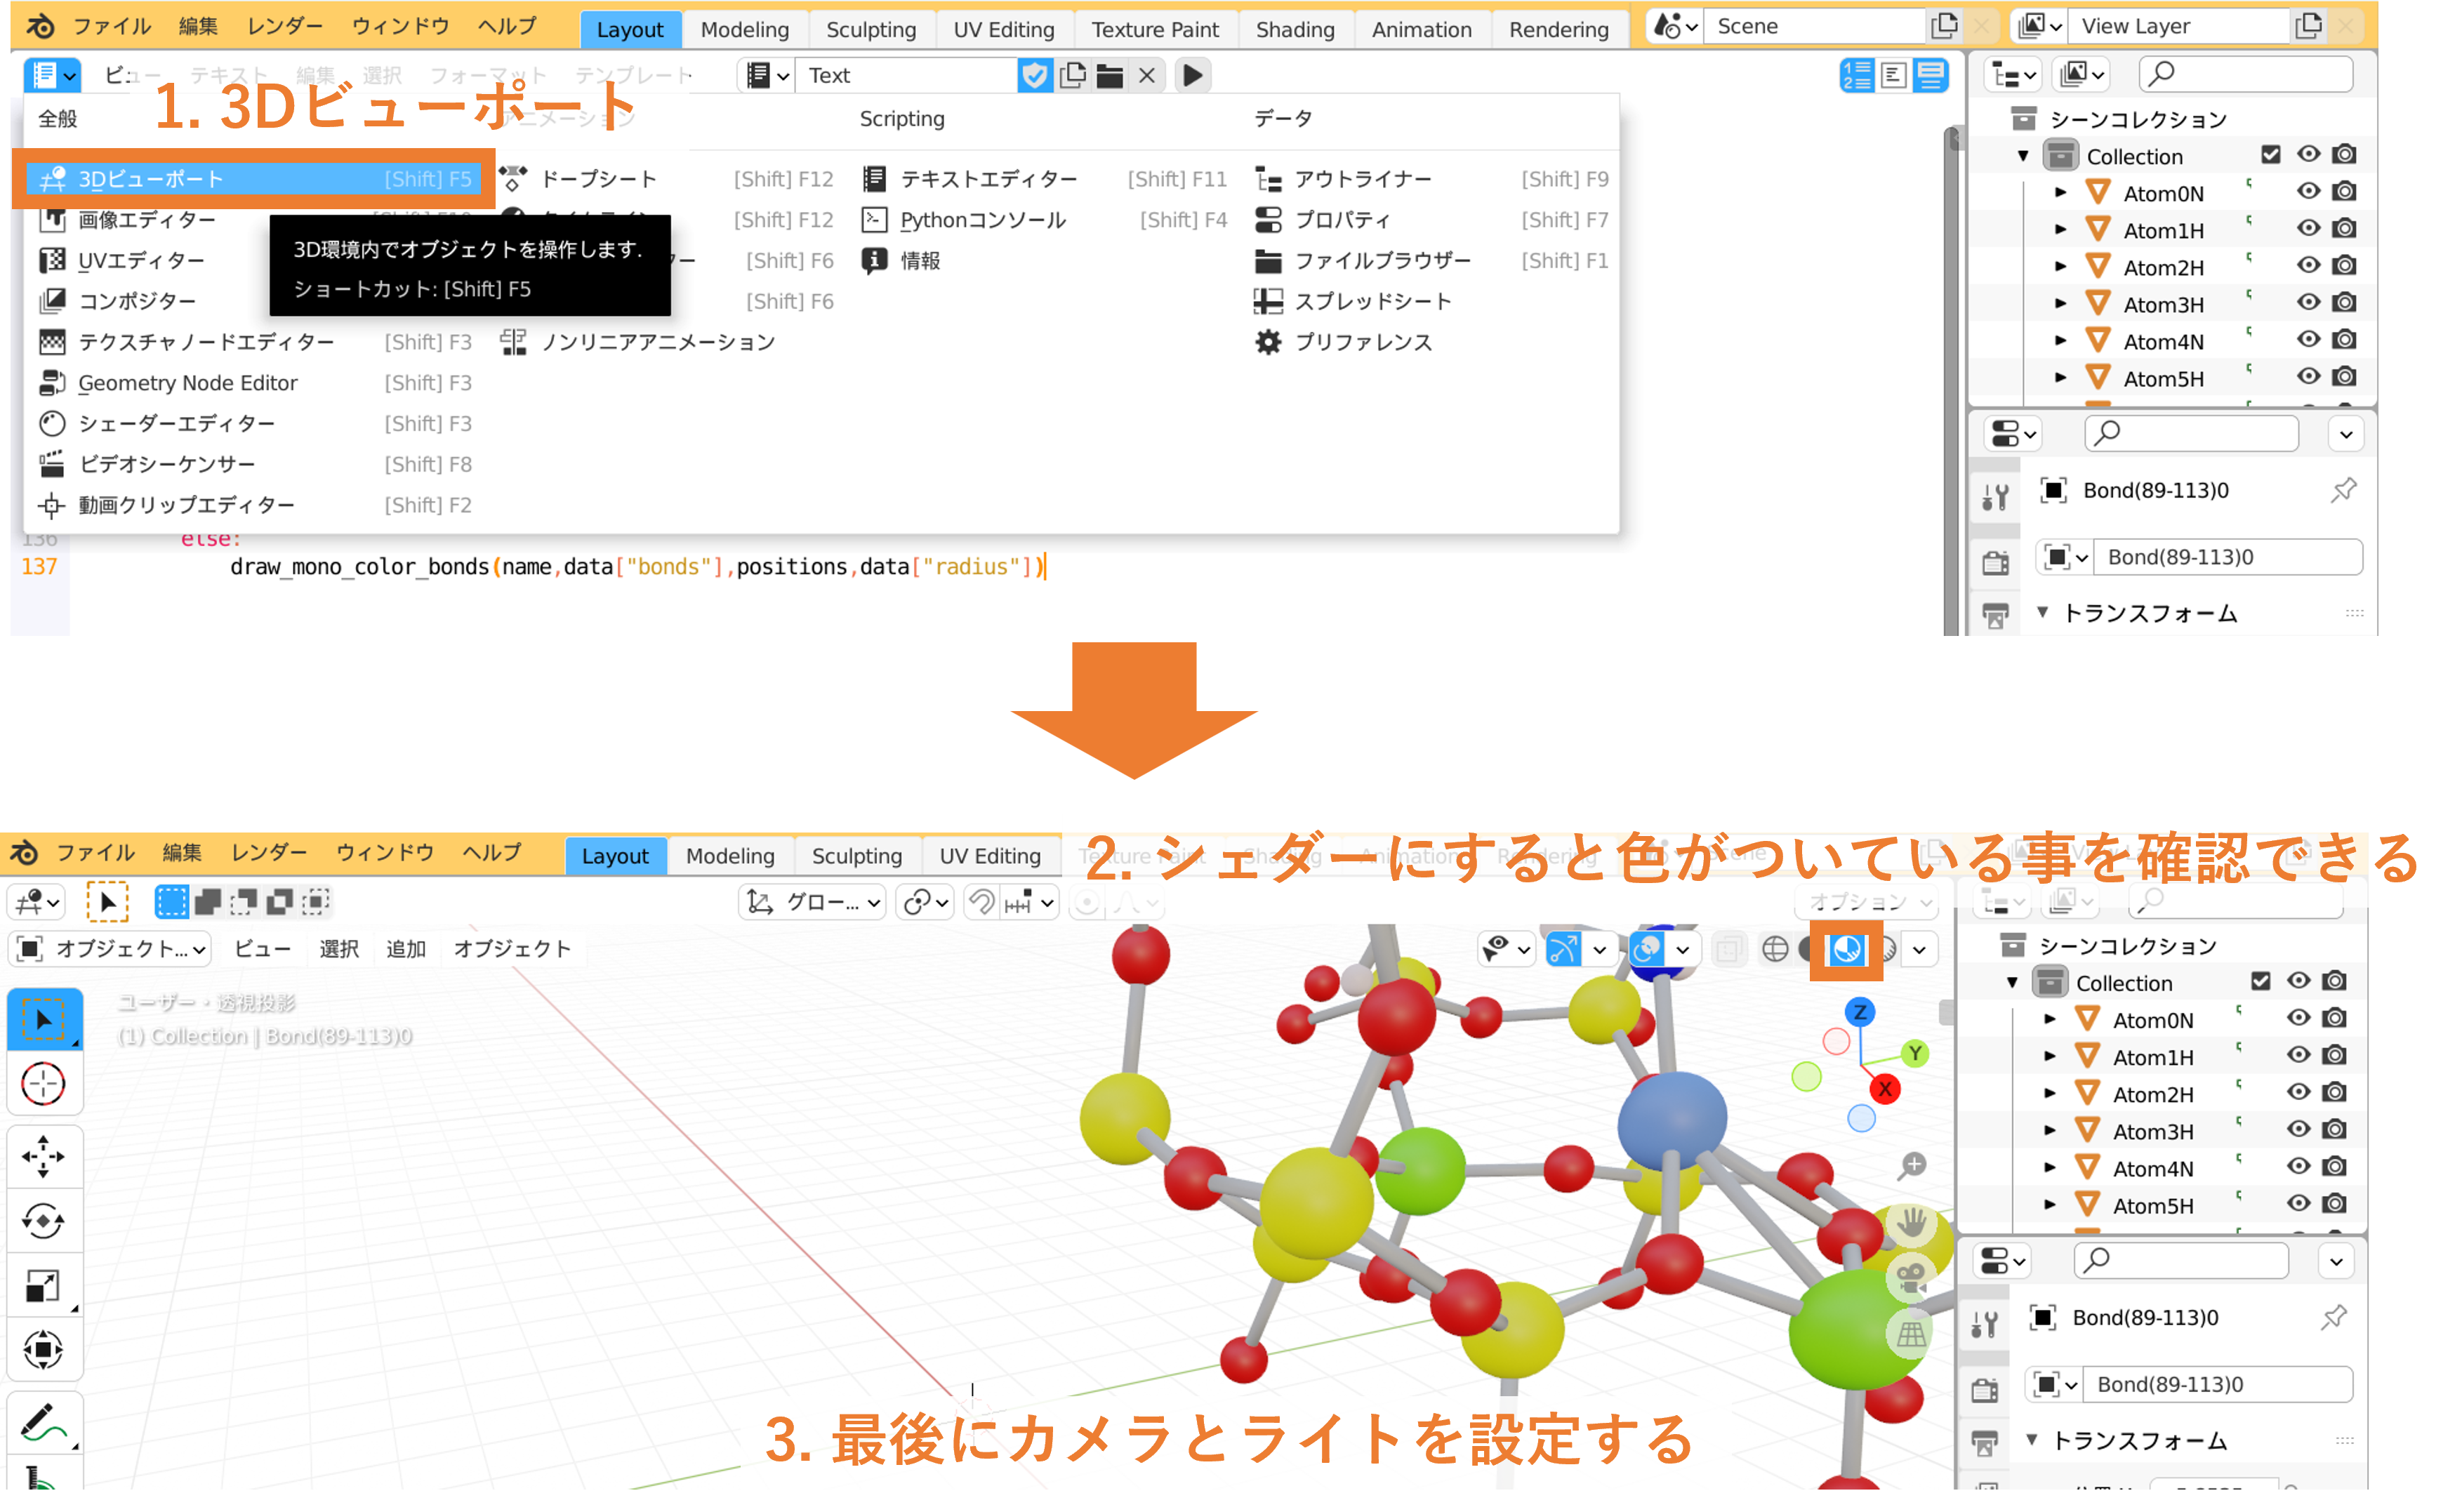 ファイル 編集 レンダー ウィンドウ ヘルプ Layout Modeling Sculpting UV Editing Texture Paint Shading Animation Rendering Scene View Layer
ビュー テキスト 編集 選択 フォーマット テンプレート Text
1. 3Dビューポート
全般 アニメーション Scripting データ
3Dビューポート [Shift] F5 ドープシート [Shift] F12 テキストエディター [Shift] F11 アウトライナー [Shift] F9
画像エディター [Shift] F12 Pythonコンソール [Shift] F4 プロパティ [Shift] F7
UVエディター [Shift] F6 情報 ファイルブラウザー [Shift] F1
コンポジター [Shift] F6 スプレッドシート
テクスチャノードエディター [Shift] F3 ノンリニアアニメーション プリファレンス
Geometry Node Editor [Shift] F3
シェーダーエディター [Shift] F3
ビデオシーケンサー [Shift] F8
動画クリップエディター [Shift] F2
3D環境内でオブジェクトを操作します.
ショートカット: [Shift] F5
136 else:
137 draw_mono_color_bonds(name,data["bonds"],positions,data["radius"])
シーンコレクション
Collection
Atom0N
Atom1H
Atom2H
Atom3H
Atom4N
Atom5H
Bond(89-113)0
Bond(89-113)0
トランスフォーム
2. シェダーにすると色がついている事を確認できる
ファイル 編集 レンダー ウィンドウ ヘルプ Layout Modeling Sculpting UV Editing Texture Paint Shading Animation Rendering Scene
グロー... オプション
オブジェクト... ビュー 選択 追加 オブジェクト
ユーザー・透視投影
(1) Collection | Bond(89-113)0
Z
Y
X
シーンコレクション
Collection
Atom0N
Atom1H
Atom2H
Atom3H
Atom4N
Atom5H
Bond(89-113)0
Bond(89-113)0
トランスフォーム
3. 最後にカメラとライトを設定する